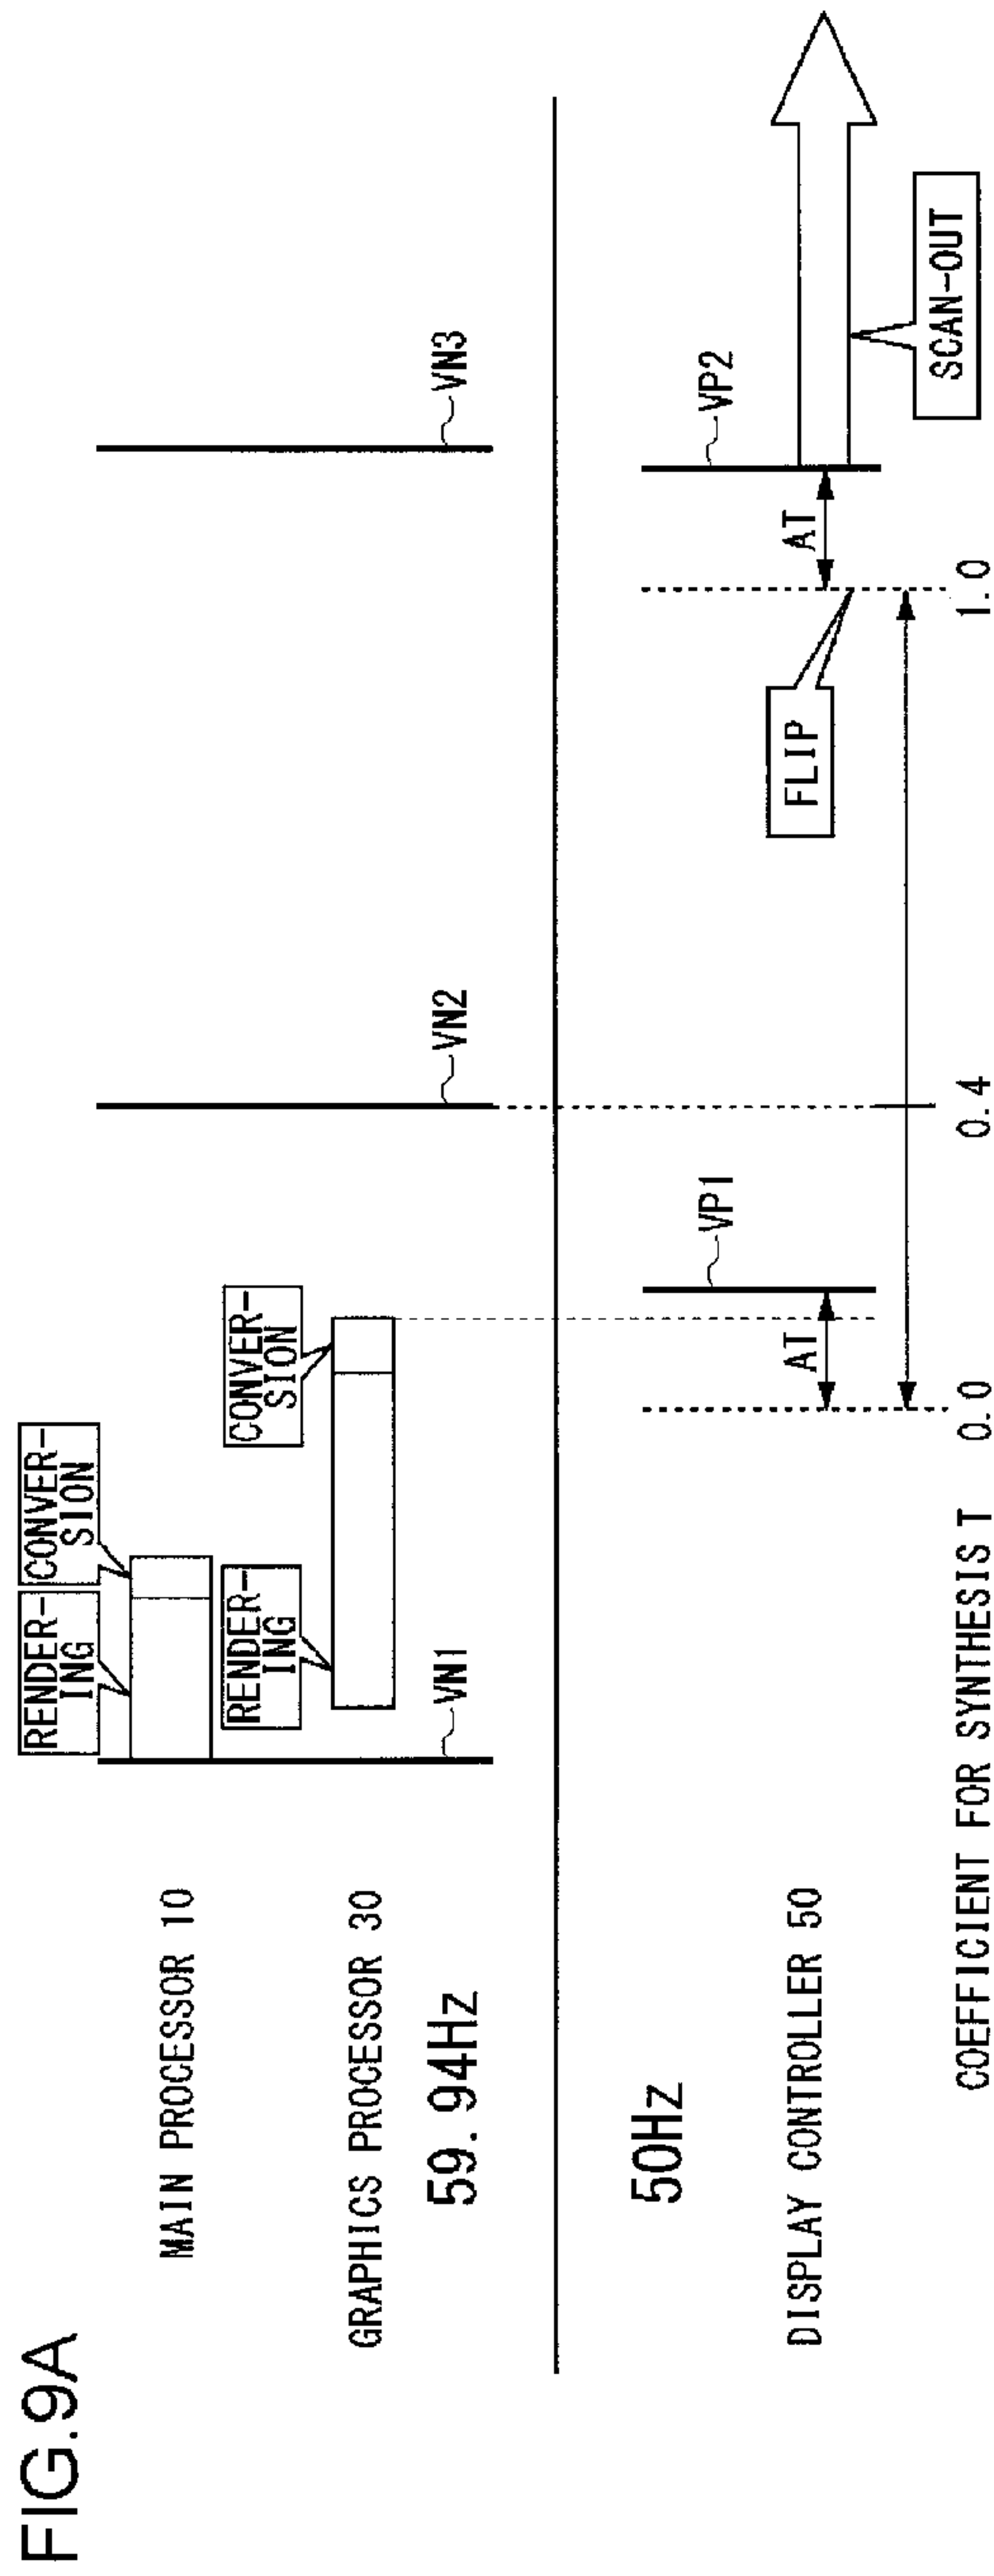 FIG.9A
RENDER-
ING
CONVER-
SION
MAIN PROCESSOR 10
RENDER-
ING
CONVER-
SION
GRAPHICS PROCESSOR 30
59.94Hz
VN1
VN2
VN3
50Hz
VP1
VP2
DISPLAY CONTROLLER 50
AT
FLIP
AT
SCAN-OUT
COEFFICIENT FOR SYNTHESIS T
0.0
0.4
1.0